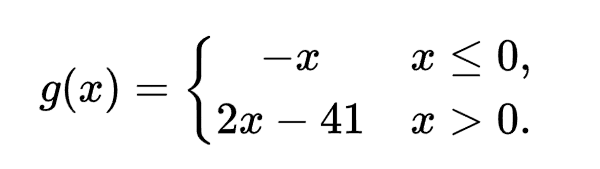 g(x) = { −x x ≤ 0,
2x − 41 x > 0.